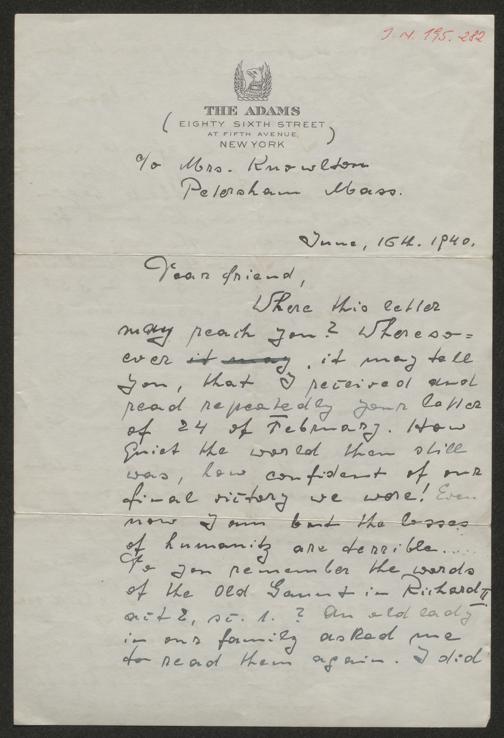 I. N. 195.282
THE ADAMS
( EIGHTY SIXTH STREET
AT FIFTH AVENUE, )
NEW YORK
c/o Mrs. Knowlton
Petersham Mass.
June, 16th. 1940.
Dear friend,
Where this letter
may reach you? Whereso=
ever it may, it may tell
you, that I received and
read repeatedly your letter
of 24 of February. How
quiet the world then still
was, how confident of our
final victory we were! Even
now I am but the losses
of humanity are terrible.....
Do you remember the words
of the Old Gaunt in Richard II
act 2, sc. 1. ? An old lady
in our family asked me
to read them again. I did